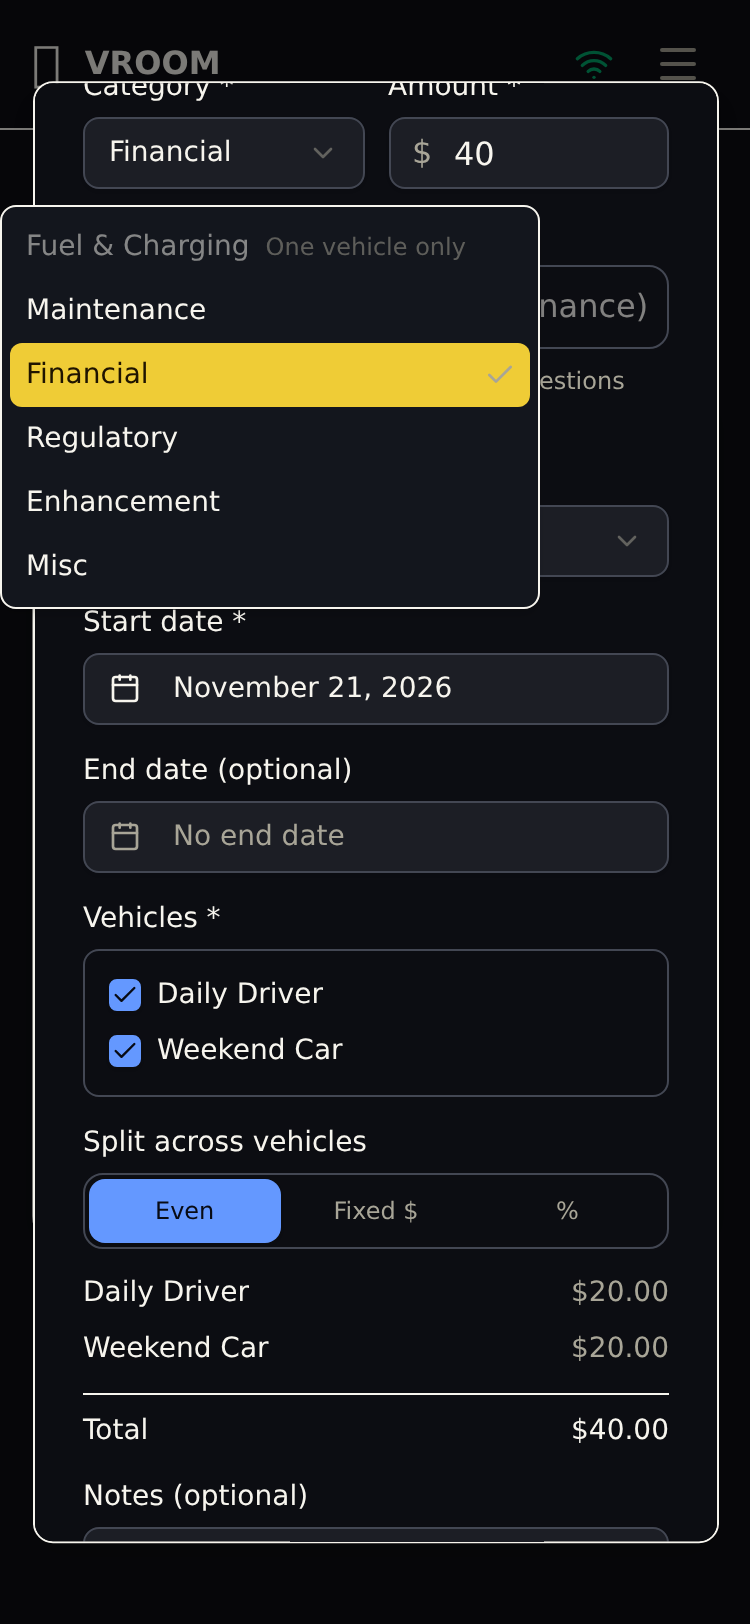 VROOM
Category * Amount *
Financial $ 40
Fuel & Charging One vehicle only
Maintenance
nance)
Financial
estions
Regulatory
Enhancement
Misc
Start date *
November 21, 2026
End date (optional)
No end date
Vehicles *
Daily Driver
Weekend Car
Split across vehicles
Even Fixed $ %
Daily Driver $20.00
Weekend Car $20.00
Total $40.00
Notes (optional)